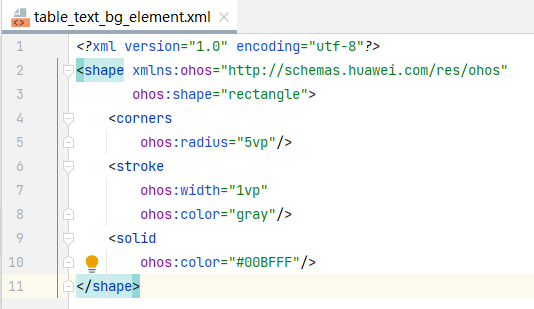 table_text_bg_element.xml
1 <?xml version="1.0" encoding="utf-8"?>
2 <shape xmlns:ohos="http://schemas.huawei.com/res/ohos"
3 ohos:shape="rectangle">
4 <corners
5 ohos:radius="5vp"/>
6 <stroke
7 ohos:width="1vp"
8 ohos:color="gray"/>
9 <solid
10 ohos:color="#00BFFF"/>
11 </shape>